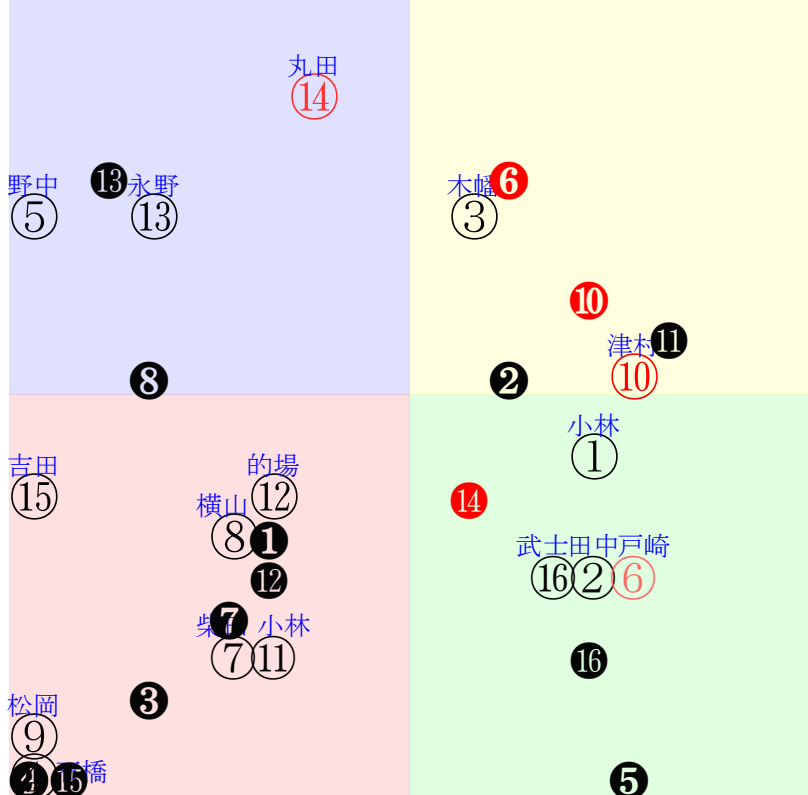 丸田
⑭
野中
⓭
永野
木幡
❻
⑤
⑬
③
❿
津村
⓫
⑩
❽
❷
小林
①
吉田
的場
⑮
⑫
⓮
横山
⑧
❶
武士
田中
戸崎
⓬
⑯
②
⑥
❼
小林
⑦
⑪
⓰
❸
松岡
⑨
橋
❹
⓯
❺